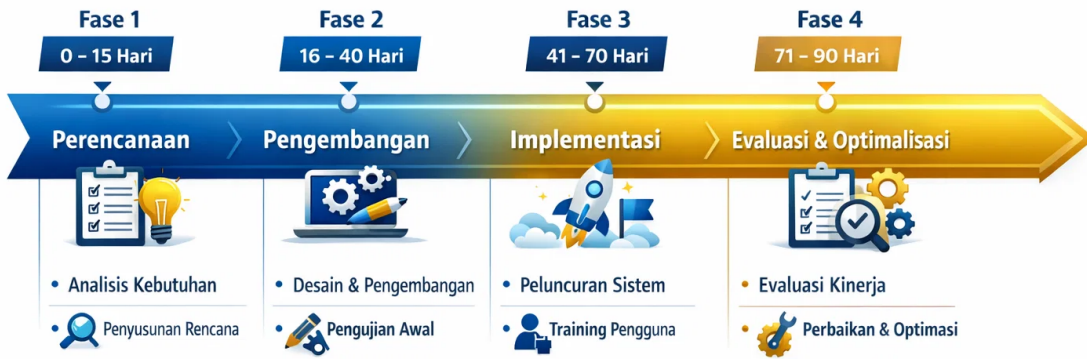 Fase 1
0 – 15 Hari
Fase 2
16 – 40 Hari
Fase 3
41 – 70 Hari
Fase 4
71 – 90 Hari
Perencanaan
Pengembangan
Implementasi
Evaluasi & Optimalisasi
• Analisis Kebutuhan
• Penyusunan Rencana
• Desain & Pengembangan
• Pengujian Awal
• Peluncuran Sistem
• Training Pengguna
• Evaluasi Kinerja
• Perbaikan & Optimasi